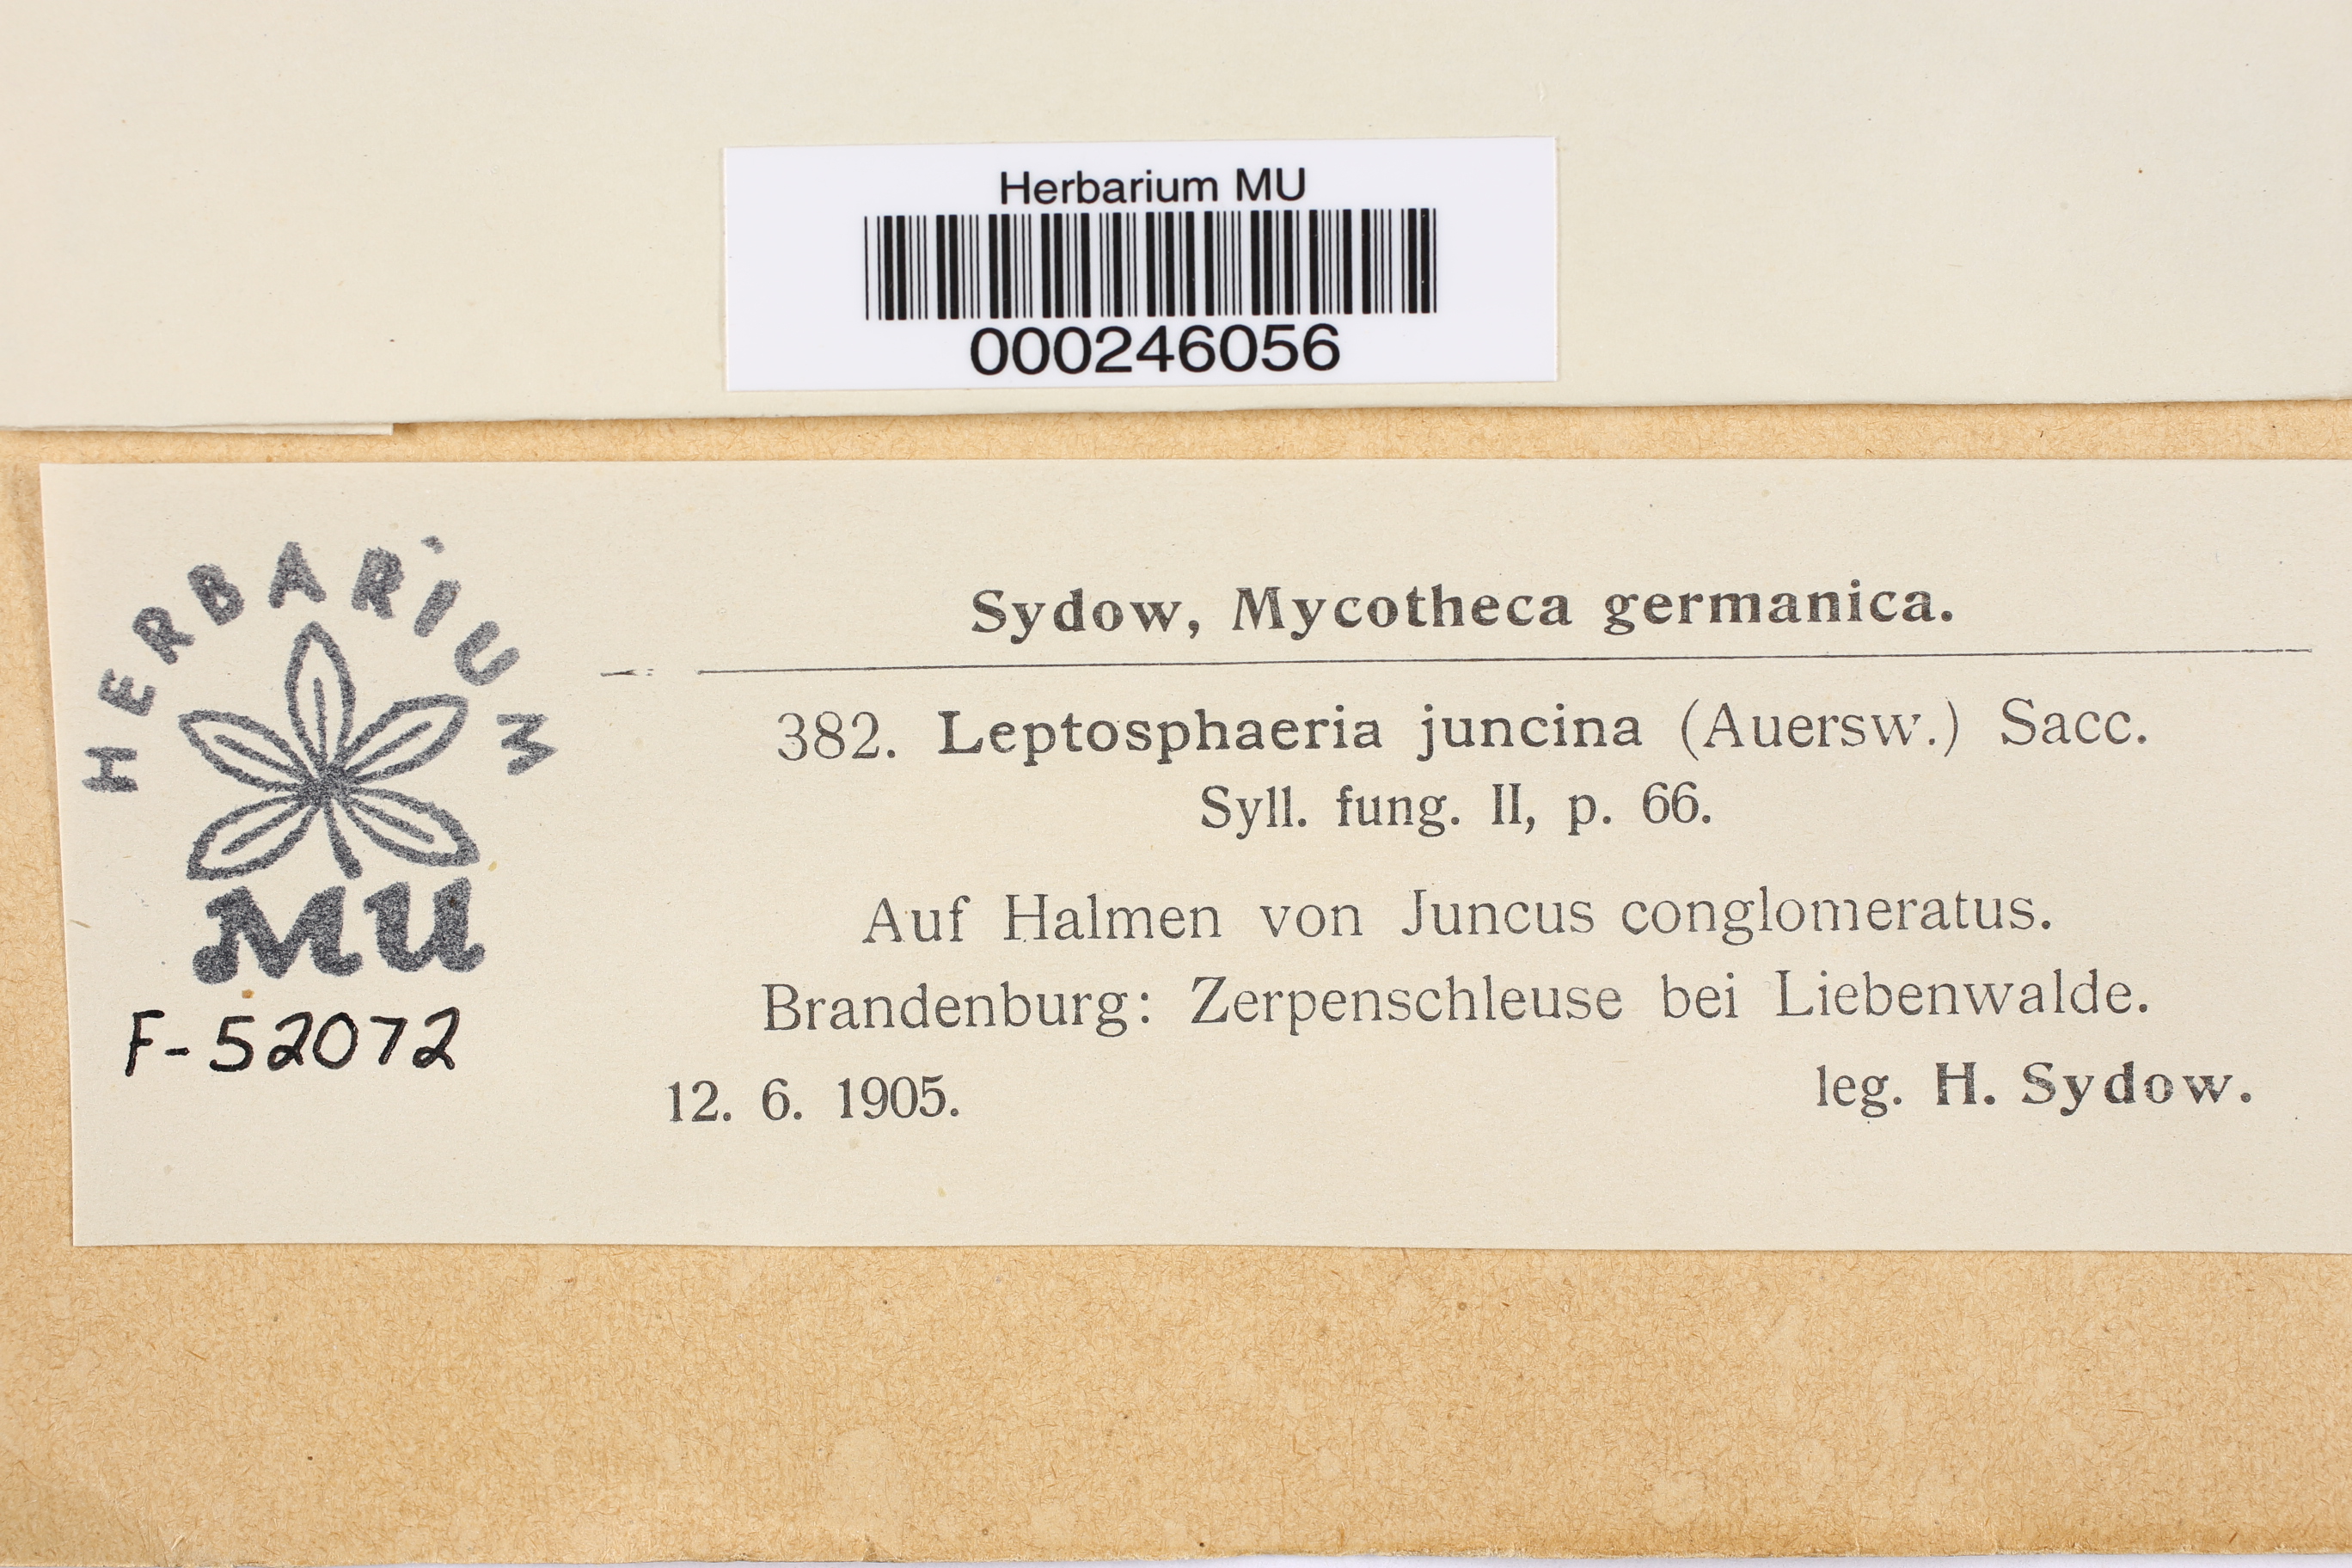 Herbarium MU
000246056
HERBARIUM
MU
F-52072
Sydow, Mycotheca germanica.
382. Leptosphaeria juncina (Auersw.) Sacc.
Syll. fung. II, p. 66.
Auf Halmen von Juncus conglomeratus.
Brandenburg: Zerpenschleuse bei Liebenwalde.
12. 6. 1905. leg. H. Sydow.